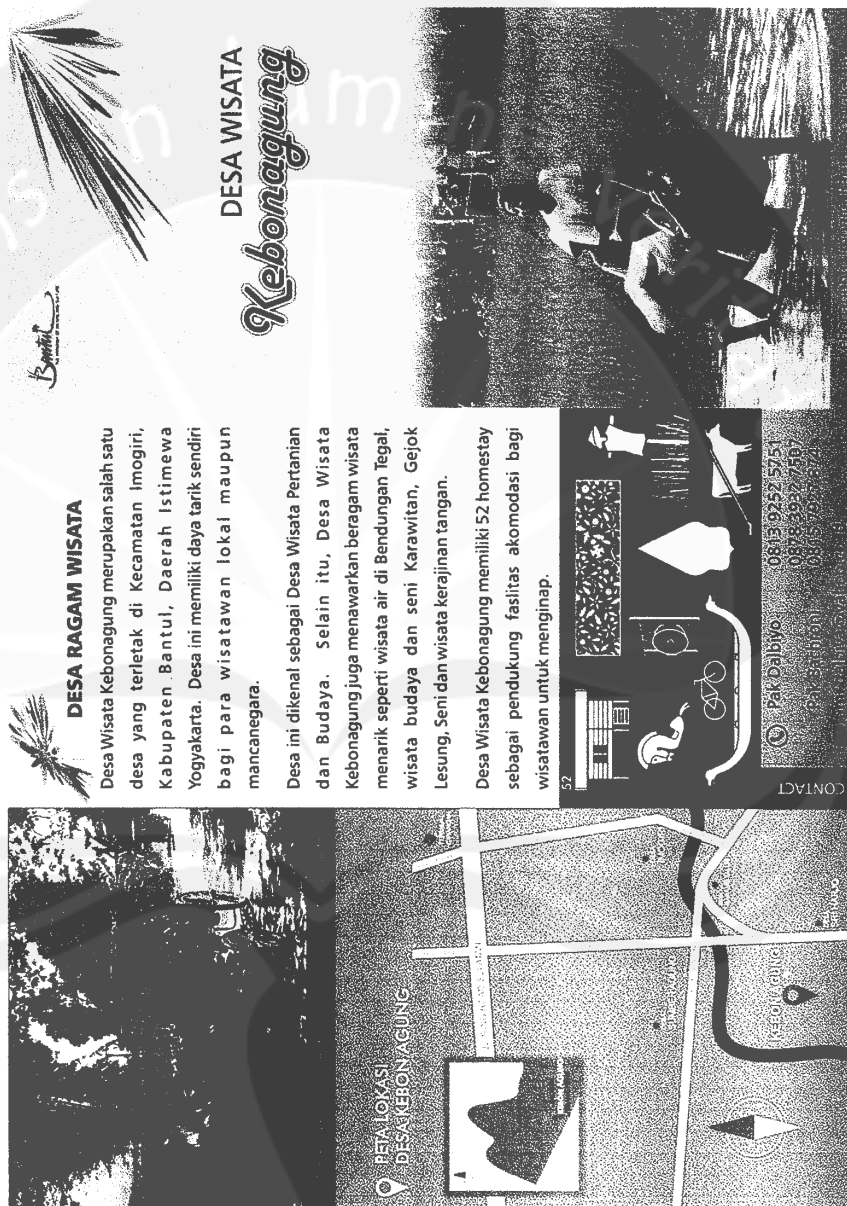 Bantul
DESA WISATA
Kebonagung
DESA RAGAM WISATA
Desa Wisata Kebonagung merupakan salah satu
desa yang terletak di Kecamatan Imogiri,
Kabupaten Bantul, Daerah Istimewa
Yogyakarta. Desa ini memiliki daya tarik sendiri
bagi para wisatawan lokal maupun
mancanegara.
Desa ini dikenal sebagai Desa Wisata Pertanian
dan Budaya. Selain itu, Desa Wisata
Kebonagung juga menawarkan beragam wisata
menarik seperti wisata air di Bendungan Tegal,
wisata budaya dan seni Karawitan, Gejok
Lesung, Seni dan wisata kerajinan tangan.
Desa Wisata Kebonagung memiliki 52 homestay
sebagai pendukung faslitas akomodasi bagi
wisatawan untuk menginap.
52
CONTACT
Pak Dalbiyo 0813 9252 5751
PETA LOKASI
DESA KEBON AGUNG
KEBON AGUNG